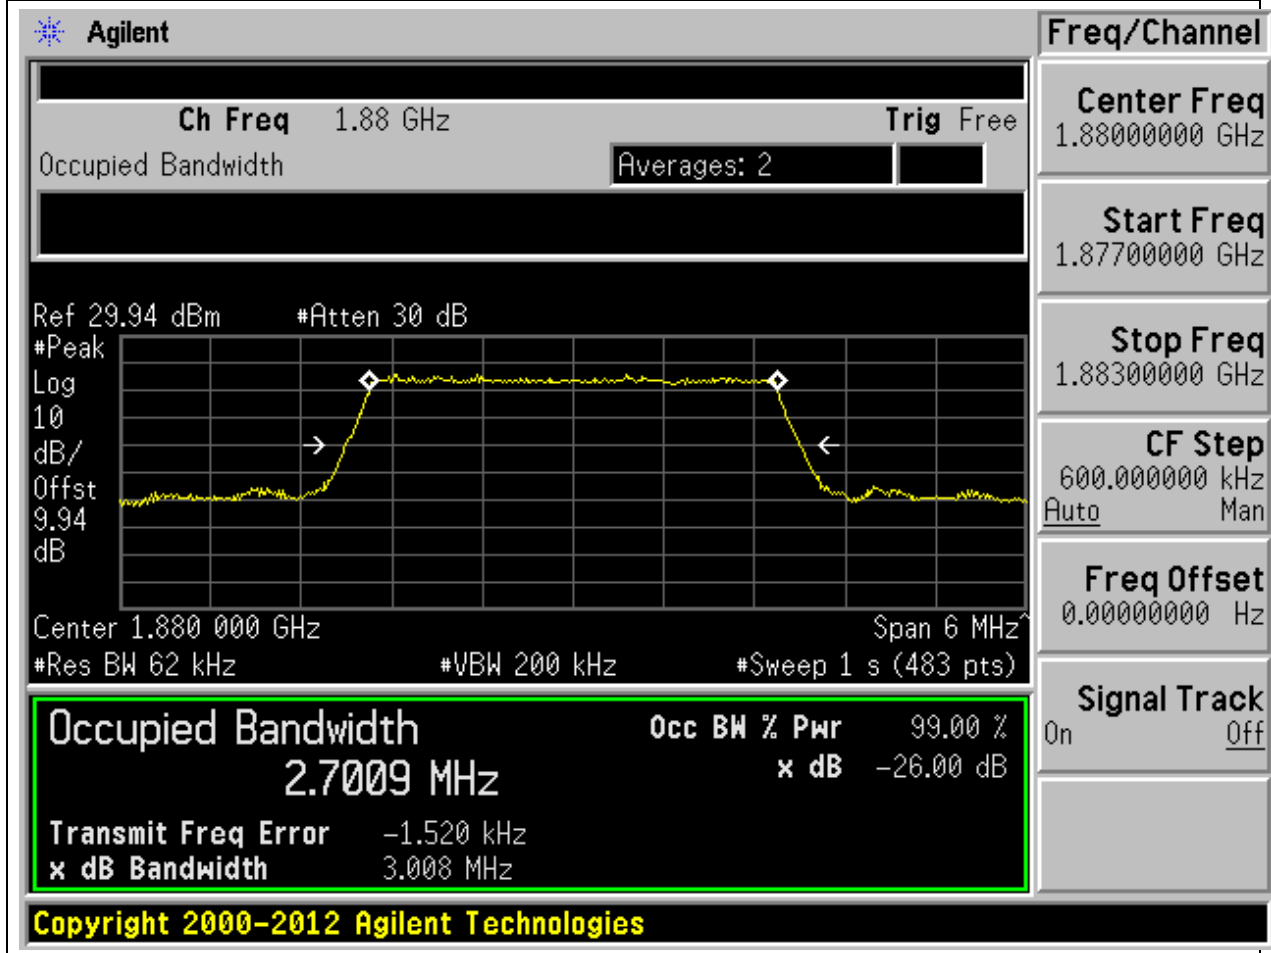 Agilent
Freq/Channel
Ch Freq 1.88 GHz Trig Free
Occupied Bandwidth Averages: 2
Center Freq
1.88000000 GHz
Start Freq
1.87700000 GHz
Stop Freq
1.88300000 GHz
CF Step
600.000000 kHz
Auto Man
Freq Offset
0.00000000 Hz
Signal Track
On Off
Ref 29.94 dBm #Atten 30 dB
#Peak
Log
10
dB/
Offst
9.94
dB
Center 1.880 000 GHz Span 6 MHz^
#Res BW 62 kHz #VBW 200 kHz #Sweep 1 s (483 pts)
Occupied Bandwidth
2.7009 MHz
Occ BW % Pwr 99.00 %
x dB -26.00 dB
Transmit Freq Error -1.520 kHz
x dB Bandwidth 3.008 MHz
Copyright 2000-2012 Agilent Technologies